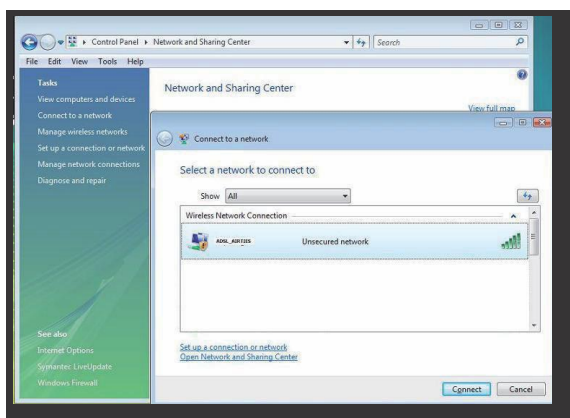 Control Panel ▸ Network and Sharing Center
Search
File Edit View Tools Help
Tasks
View computers and devices
Connect to a network
Manage wireless networks
Set up a connection or network
Manage network connections
Diagnose and repair
Network and Sharing Center
View full map
Connect to a network
Select a network to connect to
Show All
Wireless Network Connection
Unsecured network
Set up a connection or network
Open Network and Sharing Center
Connect Cancel
See also
Internet Options
Symantec LiveUpdate
Windows Firewall